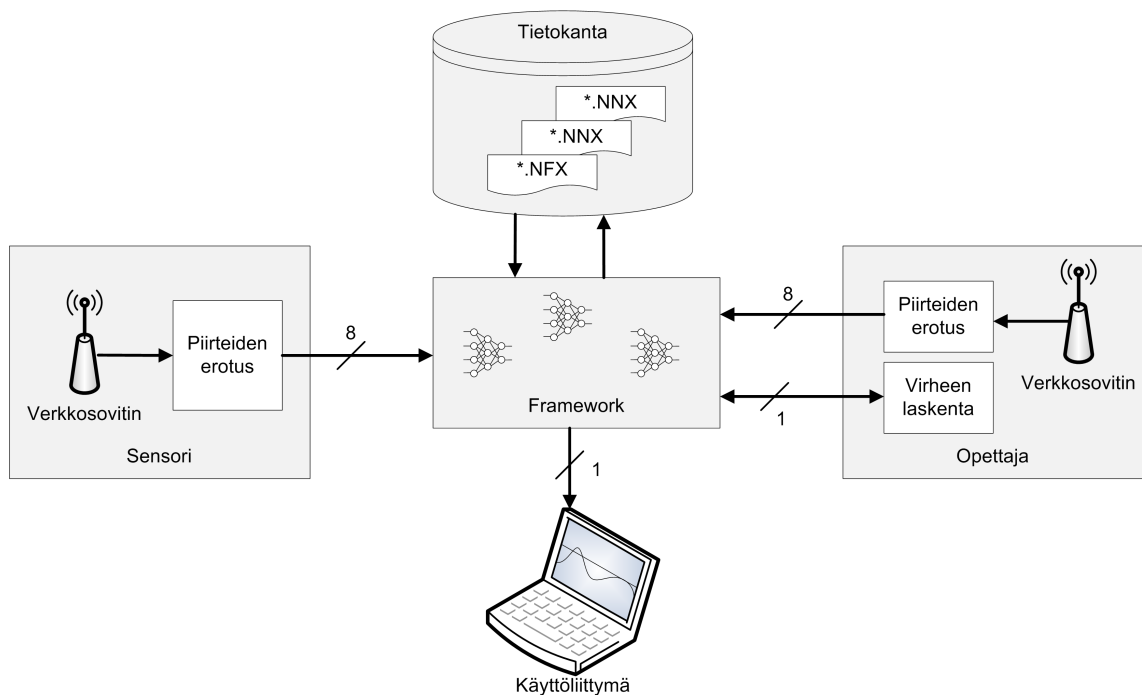 Tietokanta
*.NNX
*.NNX
*.NFX
Verkkosovitin
Piirteiden
erotus
Sensori
8
Framework
8
1
Piirteiden
erotus
Verkkosovitin
Virheen
laskenta
Opettaja
1
Käyttöliittymä